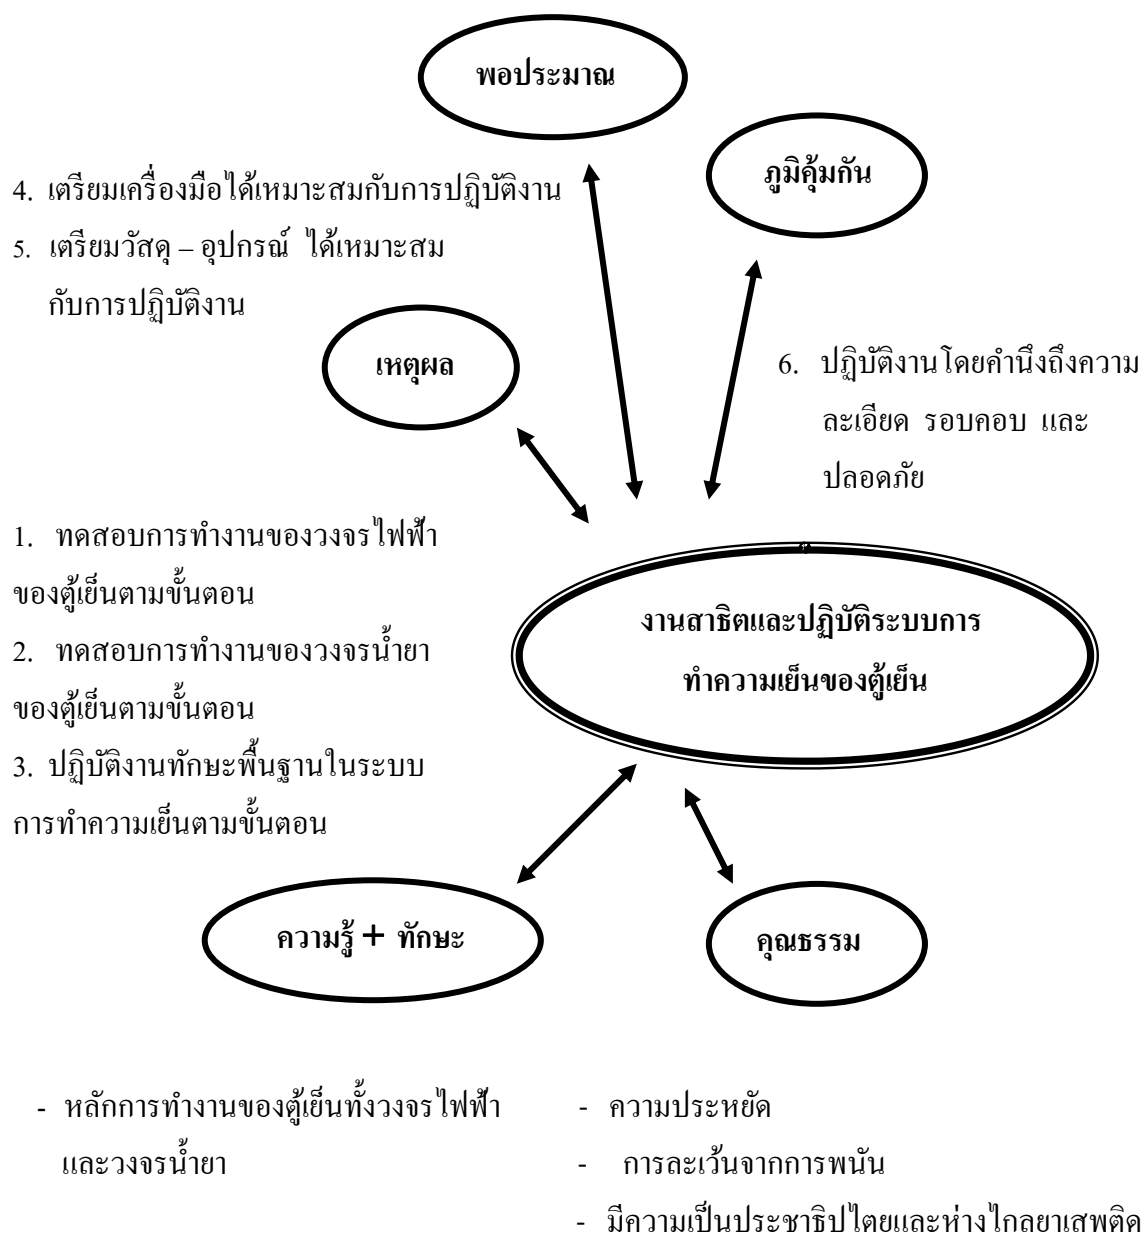 พอประมาณ
ภูมิคุ้มกัน
4. เตรียมเครื่องมือได้เหมาะสมกับการปฏิบัติงาน
5. เตรียมวัสดุ – อุปกรณ์ ได้เหมาะสม
กับการปฏิบัติงาน
เหตุผล
6. ปฏิบัติงานโดยคำนึงถึงความ
ละเอียด รอบคอบ และ
ปลอดภัย
1. ทดสอบการทำงานของวงจรไฟฟ้า
ของตู้เย็นตามขั้นตอน
2. ทดสอบการทำงานของวงจรน้ำยา
ของตู้เย็นตามขั้นตอน
3. ปฏิบัติงานทักษะพื้นฐานในระบบ
การทำความเย็นตามขั้นตอน
งานสาธิตและปฏิบัติระบบการ
ทำความเย็นของตู้เย็น
ความรู้ + ทักษะ
คุณธรรม
- หลักการทำงานของตู้เย็นทั้งวงจรไฟฟ้า
และวงจรน้ำยา
- ความประหยัด
- การละเว้นจากการพนัน
- มีความเป็นประชาธิปไตยและห่างไกลยาเสพติด